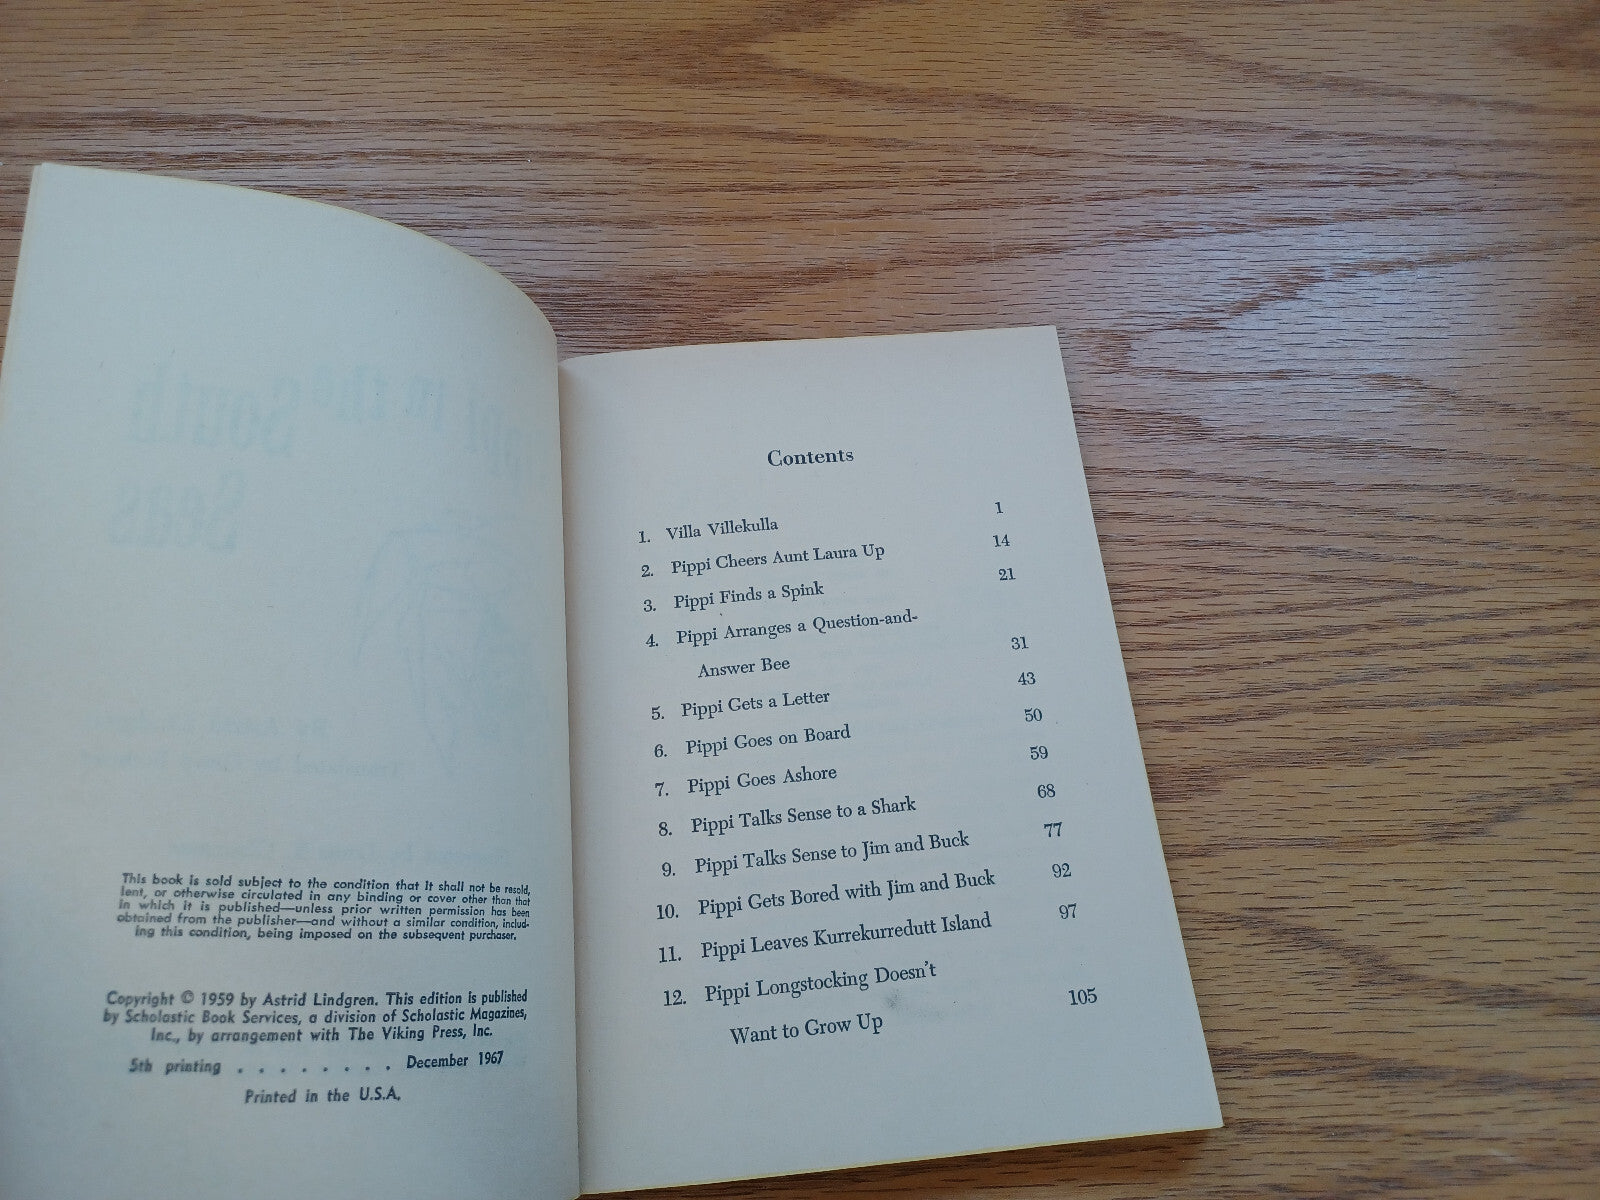 This book is sold subject to the condition that it shall not be resold,
lent, or otherwise circulated in any binding or cover other than that
in which it is published—unless prior written permission has been
obtained from the publisher—and without a similar condition, includ-
ing this condition, being imposed on the subsequent purchaser.
Copyright © 1959 by Astrid Lindgren. This edition is published
by Scholastic Book Services, a division of Scholastic Magazines,
Inc., by arrangement with The Viking Press, Inc.
5th printing . . . . . . . . December 1967
Printed in the U.S.A.
Contents
1. Villa Villekulla 1
2. Pippi Cheers Aunt Laura Up 14
3. Pippi Finds a Spink 21
4. Pippi Arranges a Question-and-
Answer Bee 31
5. Pippi Gets a Letter 43
6. Pippi Goes on Board 50
7. Pippi Goes Ashore 59
8. Pippi Talks Sense to a Shark 68
9. Pippi Talks Sense to Jim and Buck 77
10. Pippi Gets Bored with Jim and Buck 92
11. Pippi Leaves Kurrekurredutt Island 97
12. Pippi Longstocking Doesn't
Want to Grow Up 105